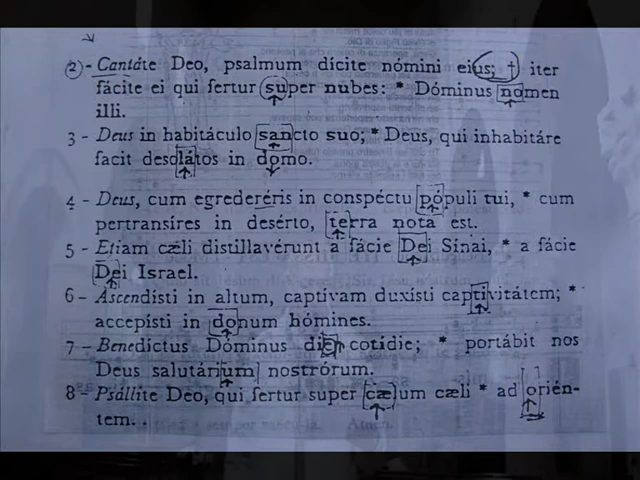 2 - Cantáte Deo, psalmum dícite nómini eius; † iter
fácite ei qui fertur super nubes: * Dóminus nomen
illi.
3 - Deus in habitáculo sancto suo; * Deus, qui inhabitáre
facit desolátos in domo.
4 - Deus, cum egrederéris in conspéctu pópuli tui, * cum
pertransíres in desérto, terra nota est.
5 - Etiam cæli distillavérunt a fácie Dei Sínai, * a fácie
Dei Israel.
6 - Ascendísti in altum, captívam duxísti captivitátem; *
accepísti in donum hómines.
7 - Benedíctus Dóminus die cotídie; * portábit nos
Deus salutárium nostrórum.
8 - Psállite Deo, qui fertur super cælum cæli * ad orién-
tem.